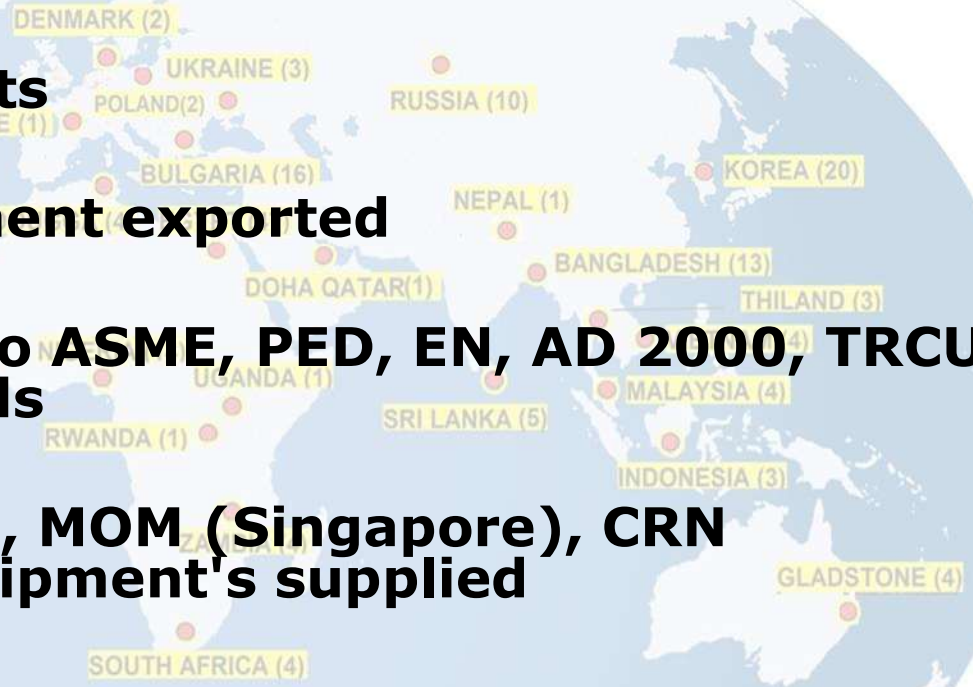 DENMARK (2)
UKRAINE (3)
ts
POLAND(2)
RUSSIA (10)
E (1)
BULGARIA (16)
KOREA (20)
NEPAL (1)
ment exported
BANGLADESH (13)
DOHA QATAR(1)
THILAND (3)
o ASME, PED, EN, AD 2000, TRCU
UGANDA (1)
MALAYSIA (4)
ls
SRI LANKA (5)
RWANDA (1)
INDONESIA (3)
, MOM (Singapore), CRN
ipment's supplied
GLADSTONE (4)
SOUTH AFRICA (4)